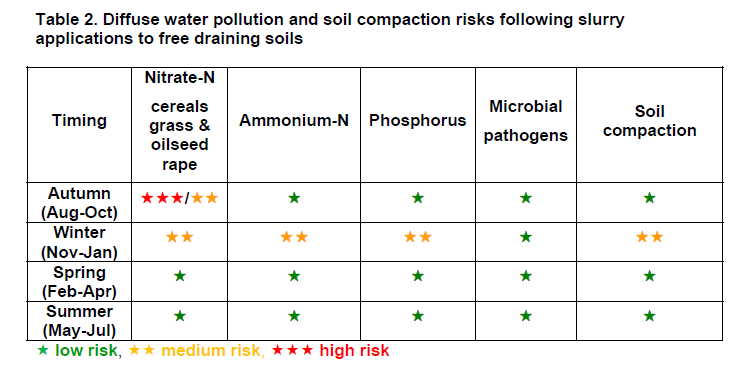 Table 2. Diffuse water pollution and soil compaction risks following slurry
applications to free draining soils
Timing
Nitrate-N
cereals
grass &
oilseed
rape
Ammonium-N
Phosphorus
Microbial
pathogens
Soil
compaction
Autumn
(Aug-Oct)
★★★/★★
★
★
★
★
Winter
(Nov-Jan)
★★
★★
★★
★
★★
Spring
(Feb-Apr)
★
★
★
★
★
Summer
(May-Jul)
★
★
★
★
★
★ low risk, ★★ medium risk, ★★★ high risk